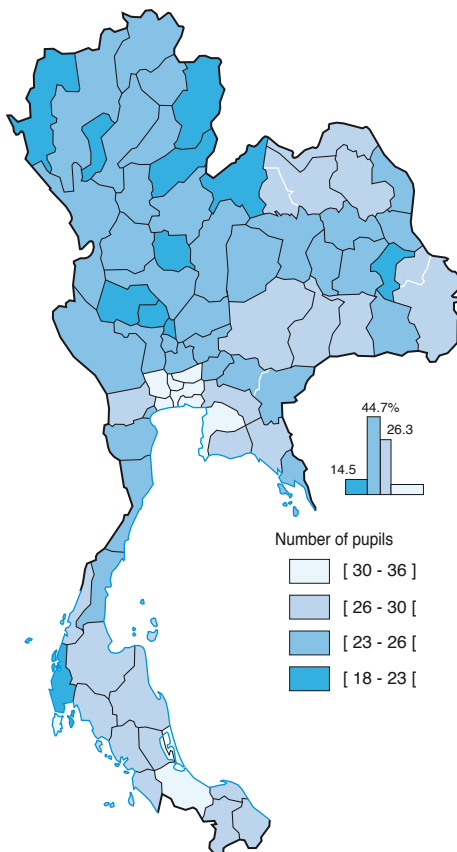 44.7%
26.3
14.5
Number of pupils
[ 30 - 36 ]
[ 26 - 30 [
[ 23 - 26 [
[ 18 - 23 [